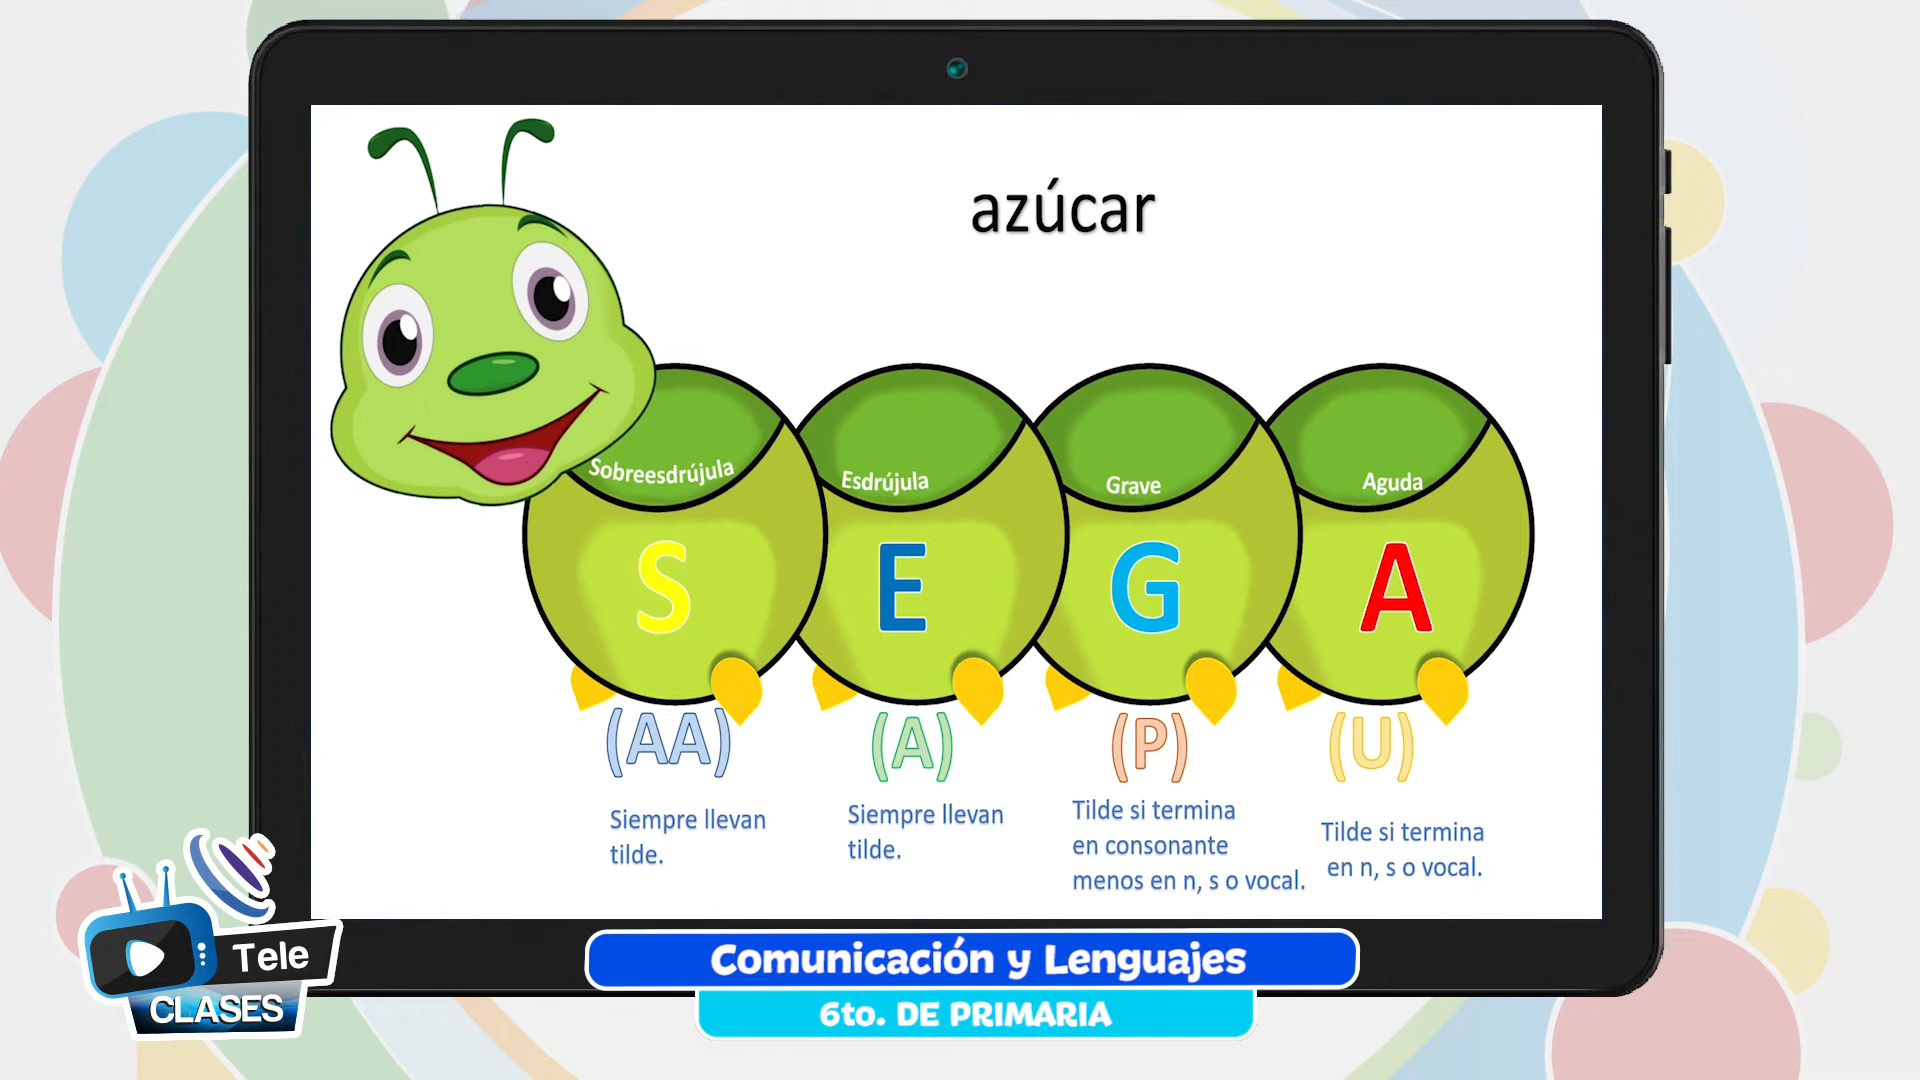 azúcar
Sobreesdrújula
Esdrújula
Grave
Aguda
S
E
G
A
(AA)
(A)
(P)
(U)
Siempre llevan
tilde.
Siempre llevan
tilde.
Tilde si termina
en consonante
menos en n, s o vocal.
Tilde si termina
en n, s o vocal.
Tele
CLASES
Comunicación y Lenguajes
6to. DE PRIMARIA